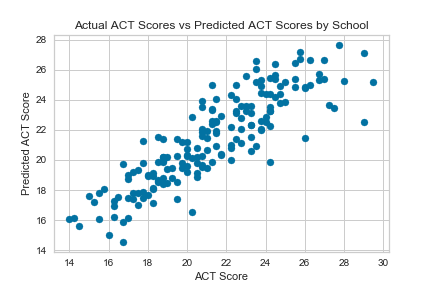 Actual ACT Scores vs Predicted ACT Scores by School
Predicted ACT Score
28
26
24
22
20
18
16
14
14 16 18 20 22 24 26 28 30
ACT Score